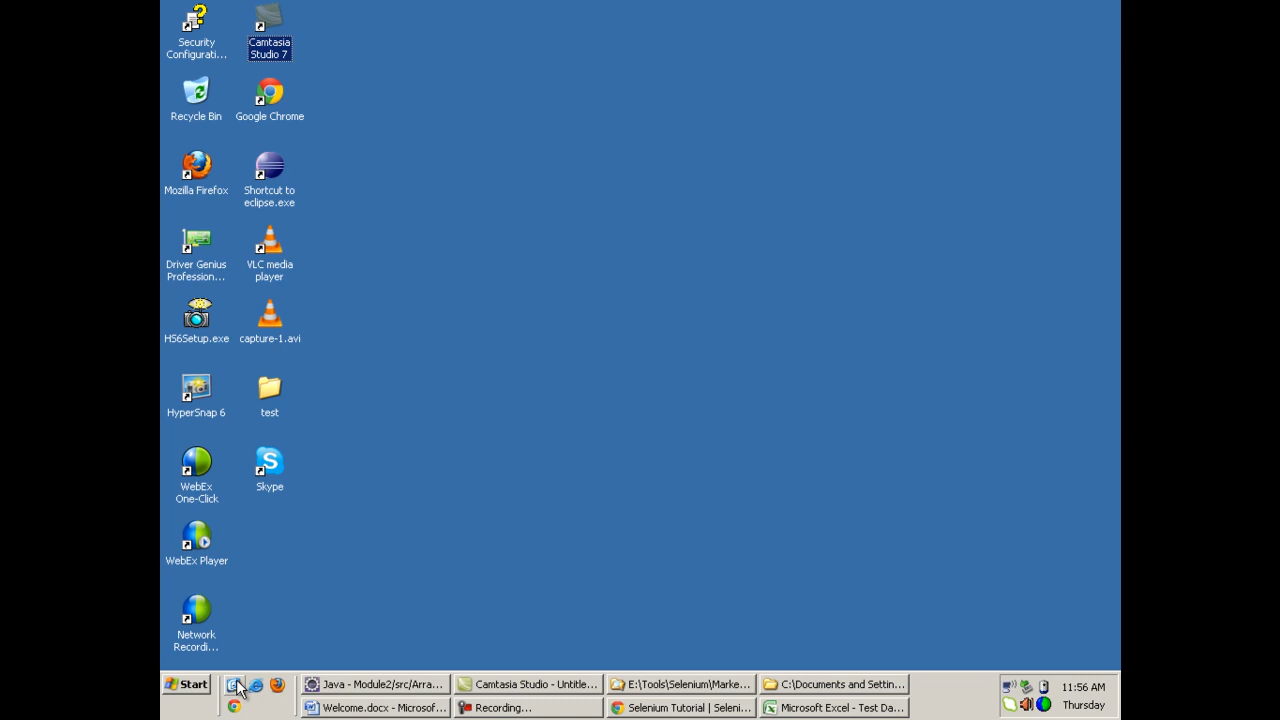 Security
Configurati...
Camtasia
Studio 7
Recycle Bin
Google Chrome
Mozilla Firefox
Shortcut to
eclipse.exe
Driver Genius
Profession...
VLC media
player
HS6Setup.exe
capture-1.avi
HyperSnap 6
test
WebEx
One-Click
Skype
WebEx Player
Network
Recordi...
Start
Java - Module2/src/Arra...
Camtasia Studio - Untitle...
E:\Tools\Selenium\Marke...
C:\Documents and Settin...
11:56 AM
Welcome.docx - Microsof...
Recording...
Selenium Tutorial | Seleni...
Microsoft Excel - Test Da...
Thursday